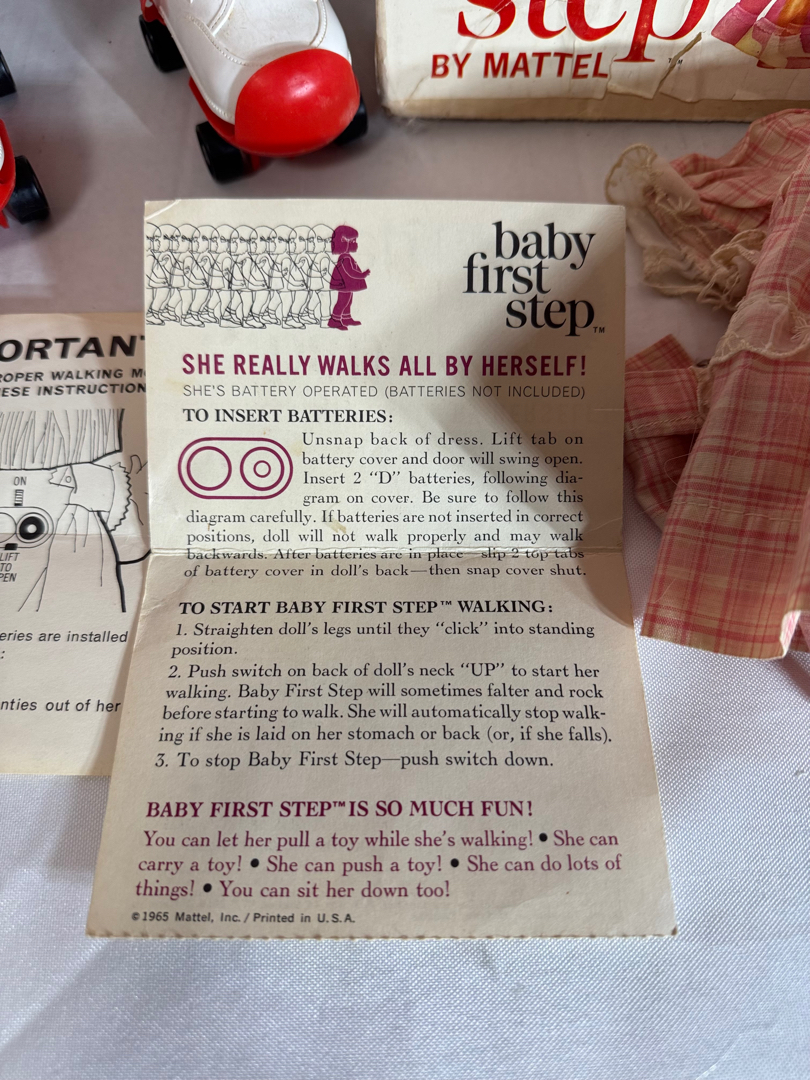 step
BY MATTEL
TM
baby
first
step TM
SHE REALLY WALKS ALL BY HERSELF!
SHE'S BATTERY OPERATED (BATTERIES NOT INCLUDED)
TO INSERT BATTERIES:
Unsnap back of dress. Lift tab on
battery cover and door will swing open.
Insert 2 "D" batteries, following dia-
gram on cover. Be sure to follow this
diagram carefully. If batteries are not inserted in correct
positions, doll will not walk properly and may walk
backwards. After batteries are in place—slip 2 top tabs
of battery cover in doll's back—then snap cover shut.
TO START BABY FIRST STEP™ WALKING:
1. Straighten doll's legs until they "click" into standing
position.
2. Push switch on back of doll's neck "UP" to start her
walking. Baby First Step will sometimes falter and rock
before starting to walk. She will automatically stop walk-
ing if she is laid on her stomach or back (or, if she falls).
3. To stop Baby First Step—push switch down.
BABY FIRST STEP™ IS SO MUCH FUN!
You can let her pull a toy while she's walking! • She can
carry a toy! • She can push a toy! • She can do lots of
things! • You can sit her down too!
©1965 Mattel, Inc./Printed in U.S.A.
ORTANT
ROPER WALKING
ESE INSTRUCTION
ON
LIFT
TO
PEN
eries are installed
:
nties out of her